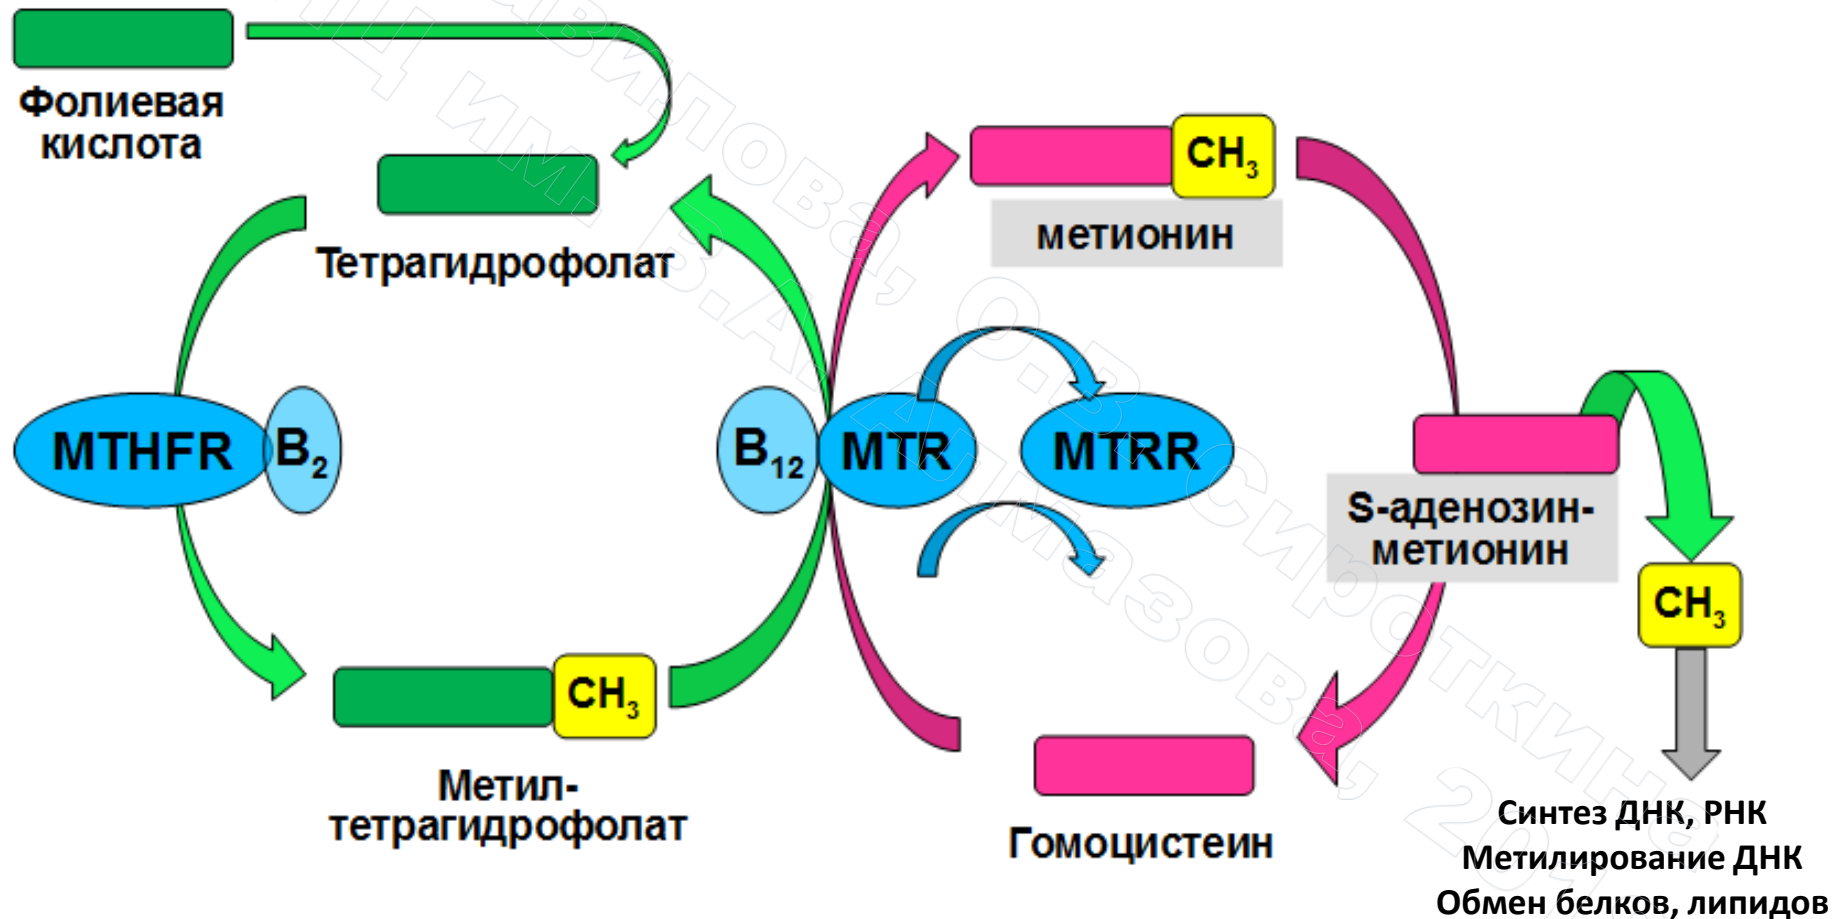 Фолиевая
кислота
Тетрагидрофолат
CH3
метионин
MTHFR
B2
B12
MTR
MTRR
S-аденозин-
метионин
CH3
CH3
Метил-
тетрагидрофолат
Гомоцистеин
Синтез ДНК, РНК
Метилирование ДНК
Обмен белков, липидов